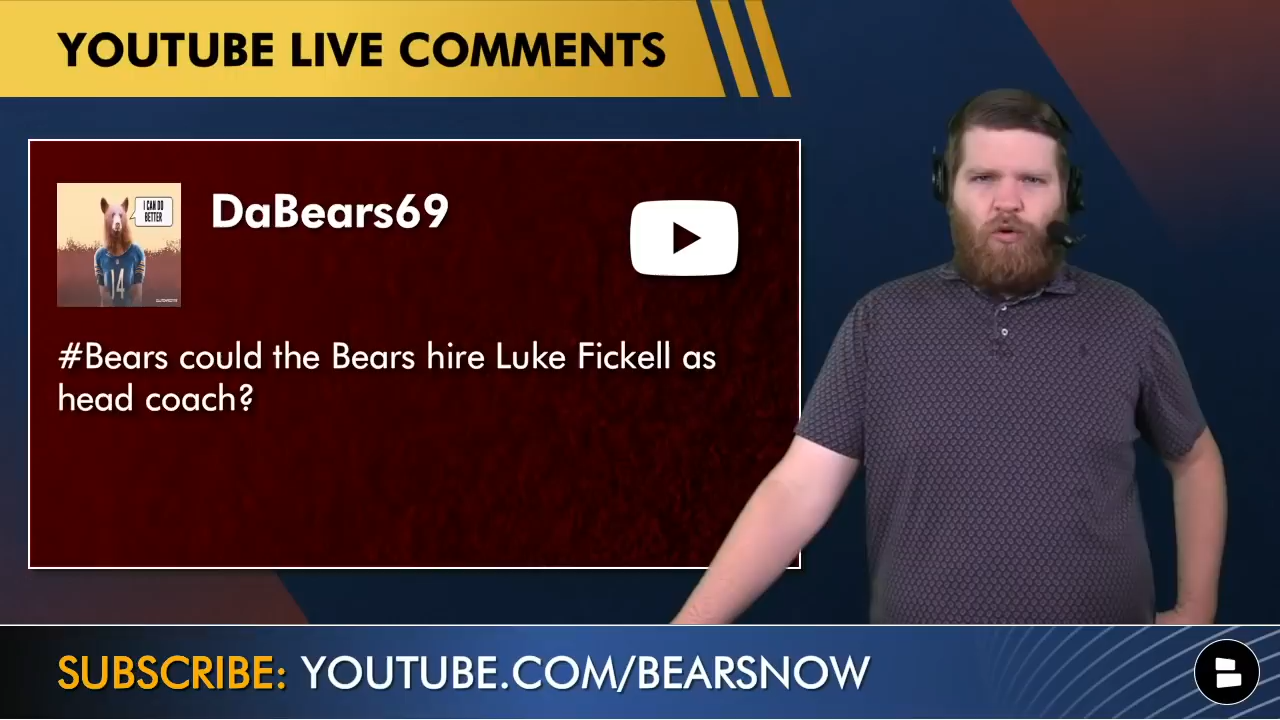 YOUTUBE LIVE COMMENTS
I CAN DO
BETTER
14
DaBears69
#Bears could the Bears hire Luke Fickell as
head coach?
SUBSCRIBE: YOUTUBE.COM/BEARSNOW